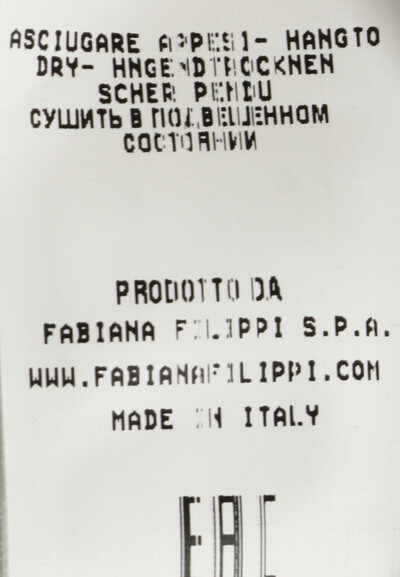 ASCIUGARE APPESI- HANGTO
DRY- HNGENDTROCKNEN
SCHER PENDU
СУШИТЬ В ПОДВЕШЕННОМ
СОСТОЯНИИ
PRODOTTO DA
FABIANA FILIPPI S.P.A.
WWW.FABIANAFILIPPI.COM
MADE IN ITALY
EAC